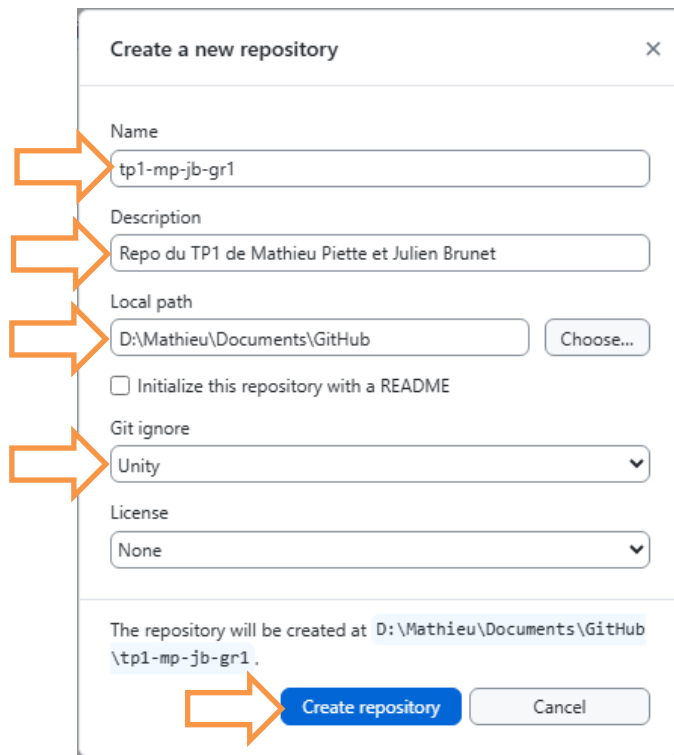 Create a new repository
Name
tp1-mp-jb-gr1
Description
Repo du TP1 de Mathieu Piette et Julien Brunet
Local path
D:\Mathieu\Documents\GitHub
Choose...
Initialize this repository with a README
Git ignore
Unity
License
None
The repository will be created at D:\Mathieu\Documents\GitHub
\tp1-mp-jb-gr1.
Create repository
Cancel